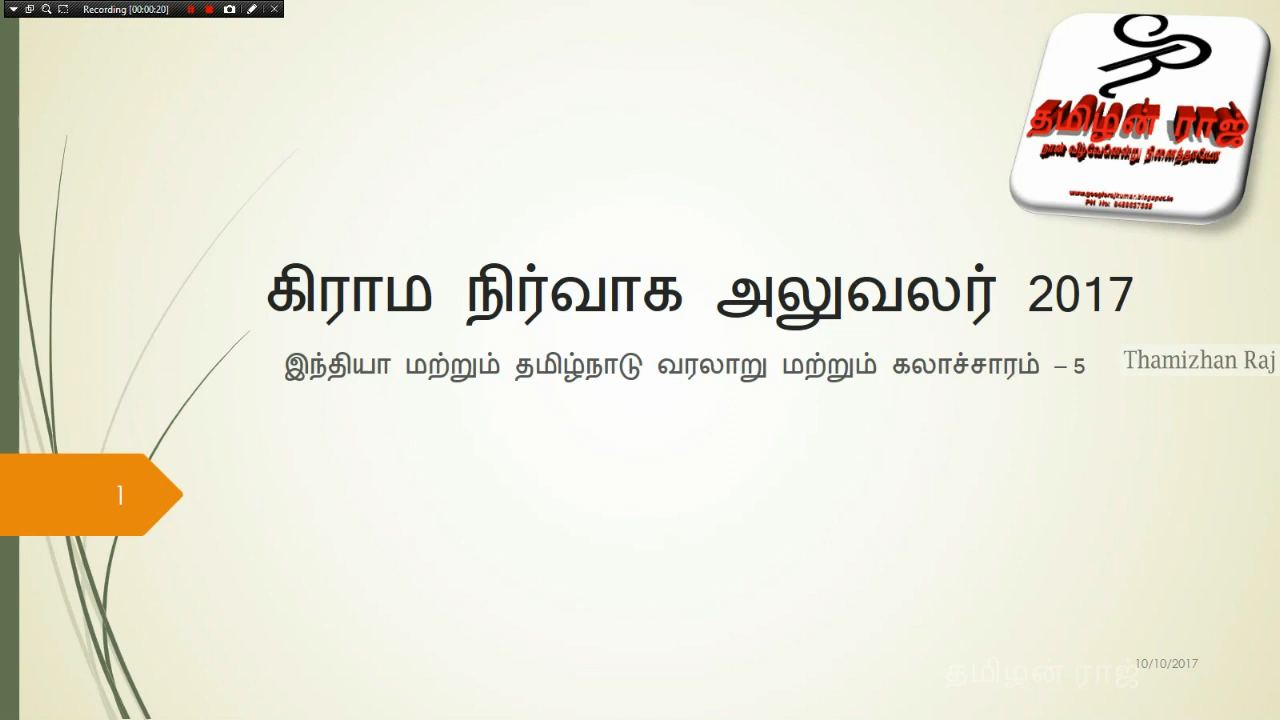 Recording [00:00:20]
தமிழன் ராஜ்
நான் வீழ்வேனென்று நினைத்தாயோ
கிராம நிர்வாக அலுவலர் 2017
இந்தியா மற்றும் தமிழ்நாடு வரலாறு மற்றும் கலாச்சாரம் – 5
Thamizhan Raj
1
தமிழன் ராஜ்
10/10/2017